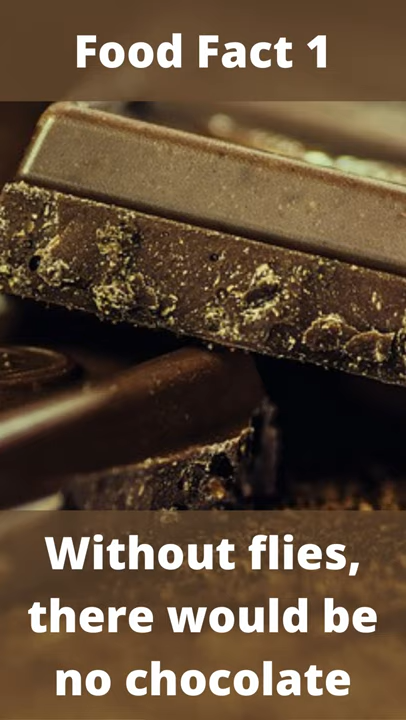 Food Fact 1
Without flies,
there would be
no chocolate